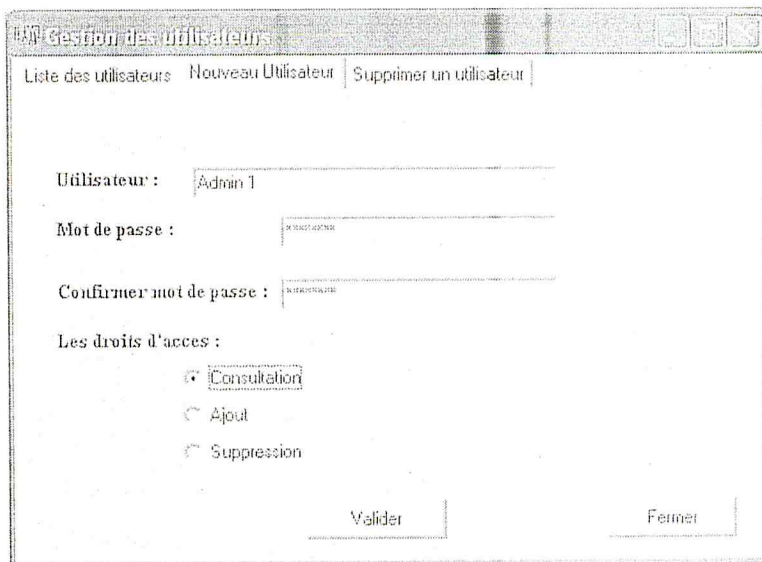 Gestion des utilisateurs
Liste des utilisateurs Nouveau Utilisateur Supprimer un utilisateur
Utilisateur : Admin 1
Mot de passe : ********
Confirmer mot de passe : ********
Les droits d'acces :
Consultation
Ajout
Suppression
Valider Fermer